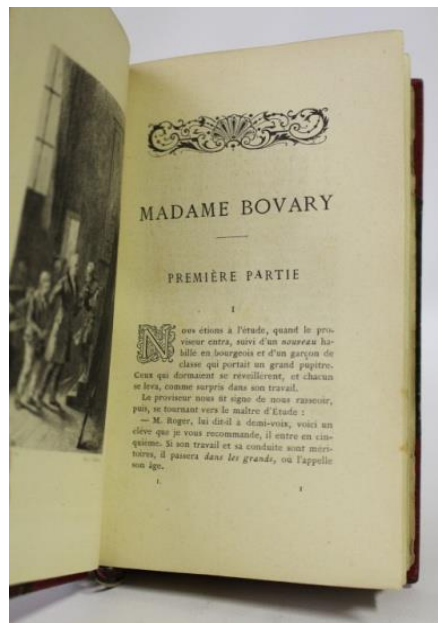 MADAME BOVARY
PREMIÈRE PARTIE
I
Nous étions à l'étude, quand le pro-
viseur entra, suivi d'un nouveau ha-
billé en bourgeois et d'un garçon de
classe qui portait un grand pupitre.
Ceux qui dormaient se réveillèrent, et chacun
se leva, comme surpris dans son travail.
Le proviseur nous fit signe de nous rasseoir,
puis, se tournant vers le maître d'Étude :
— M. Roger, lui dit-il à demi-voix, voici un
élève que je vous recommande, il entre en cin-
quième. Si son travail et sa conduite sont méri-
toires, il passera dans les grands, où l'appelle
son âge.
I. 1